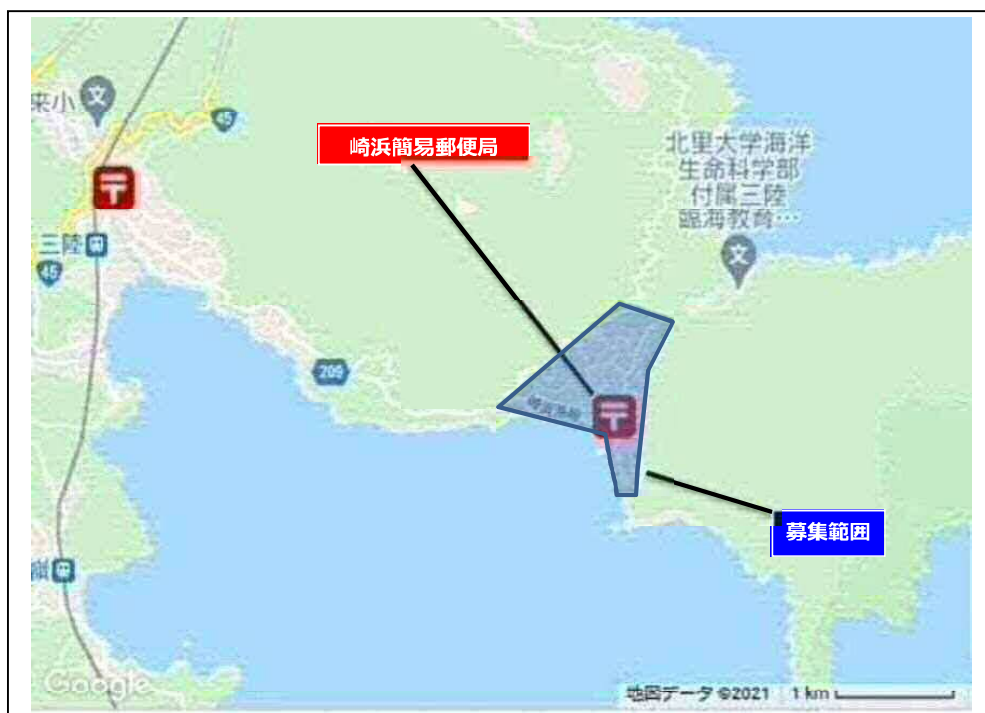 来小
45
崎浜簡易郵便局
北里大学海洋
生命科学部
付属三陸
臨海教育…
三陸
45
209
募集範囲
Google
地図データ ©2021 1 km